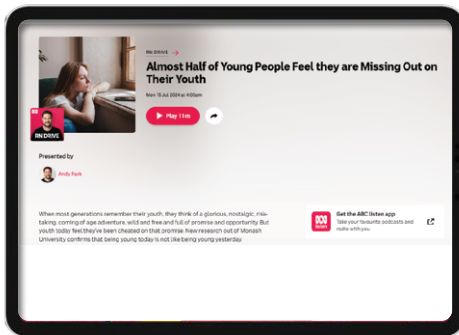 RN DRIVE
Almost Half of Young People Feel they are Missing Out on
Their Youth
Mon 15 Jul 2024 at 4:00pm
Play 11m
RN DRIVE
Presented by
Andy Park
When most generations remember their youth, they think of a glorious, nostalgic, risk-
taking, coming of age adventure, wild and free and full of promise and opportunity. But
youth today feel they've been cheated on that promise. New research out of Monash
University confirms that being young today is not like being young yesterday.
Get the ABC listen app
Take your favourite podcasts and
radio with you
listen